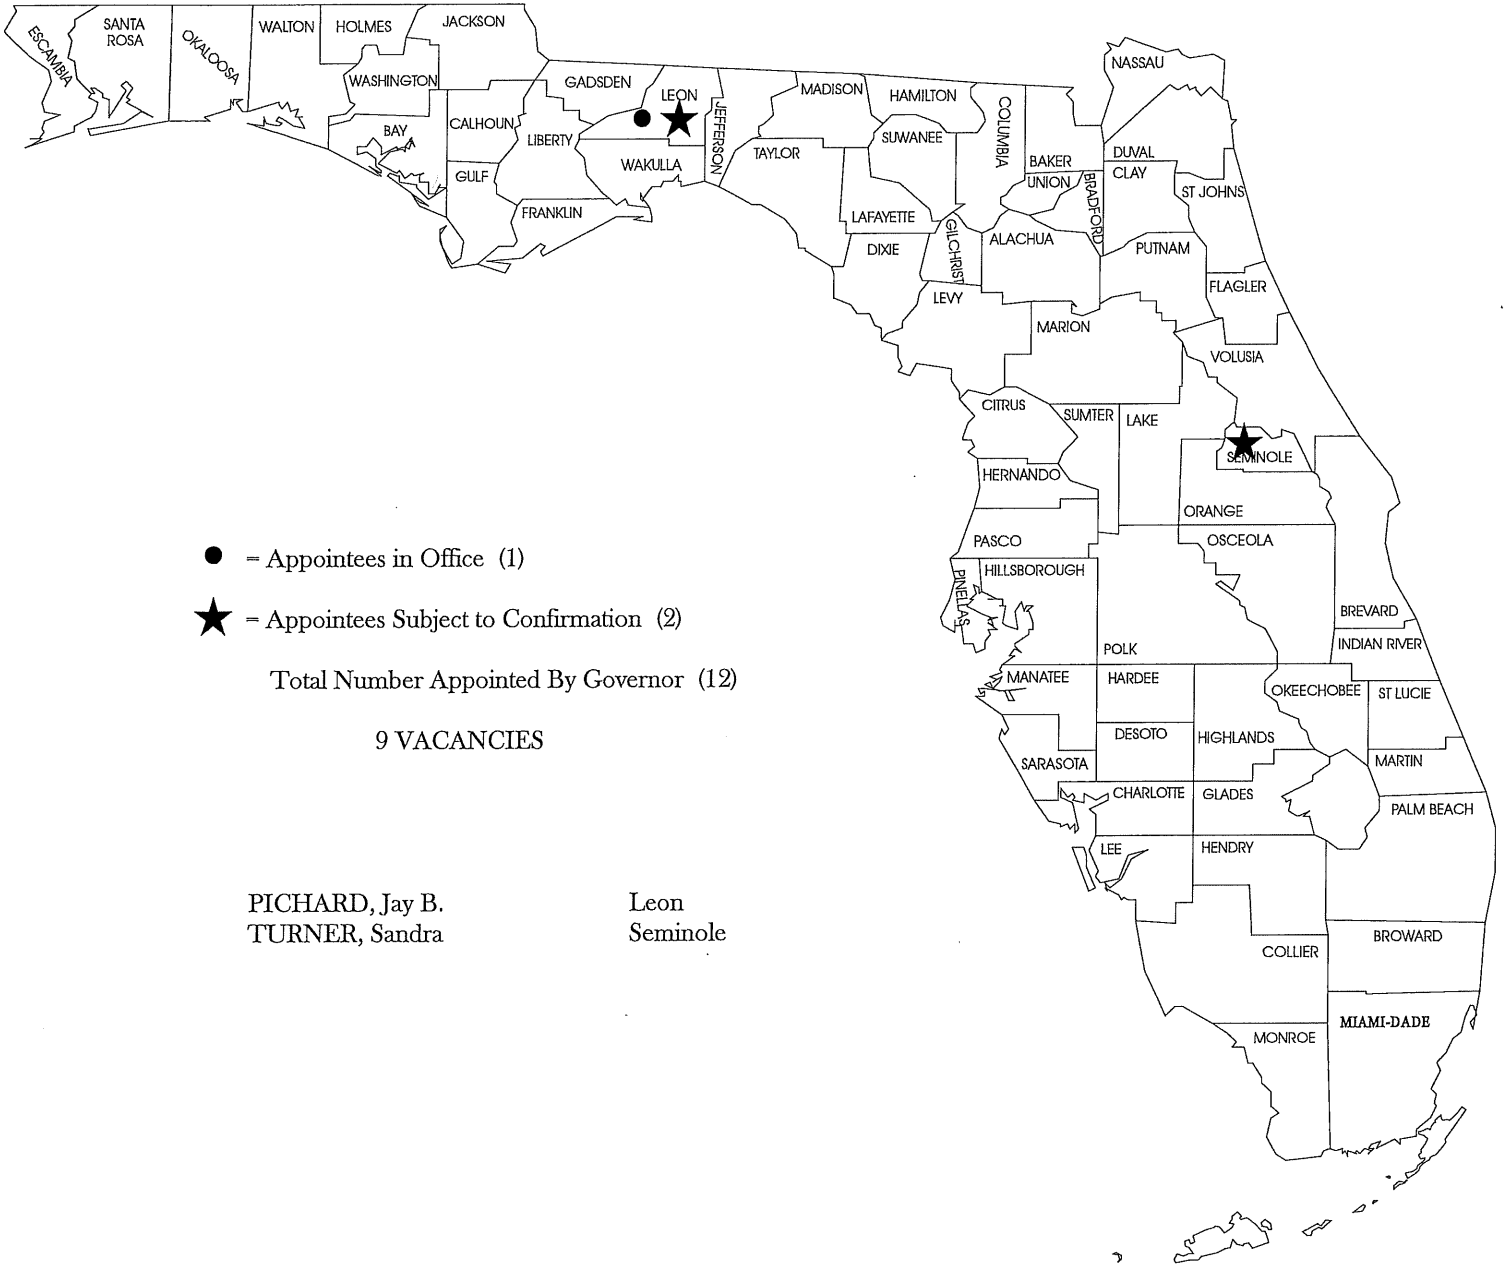 ESCAMBIA
SANTA
ROSA
OKALOOSA
WALTON
HOLMES
JACKSON
WASHINGTON
BAY
CALHOUN
GULF
LIBERTY
GADSDEN
LEON
JEFFERSON
WAKULLA
FRANKLIN
MADISON
TAYLOR
HAMILTON
SUWANEE
LAFAYETTE
DIXIE
COLUMBIA
GILCHRIST
LEVY
NASSAU
BAKER
DUVAL
UNION
BRADFORD
CLAY
ST JOHNS
ALACHUA
PUTNAM
FLAGLER
MARION
VOLUSIA
CITRUS
SUMTER
LAKE
SEMINOLE
HERNANDO
ORANGE
PASCO
OSCEOLA
PINELLAS
HILLSBOROUGH
POLK
BREVARD
INDIAN RIVER
MANATEE
HARDEE
OKEECHOBEE
ST LUCIE
DESOTO
HIGHLANDS
SARASOTA
MARTIN
CHARLOTTE
GLADES
PALM BEACH
LEE
HENDRY
COLLIER
BROWARD
MIAMI-DADE
MONROE
= Appointees in Office (1)
= Appointees Subject to Confirmation (2)
Total Number Appointed By Governor (12)
9 VACANCIES
PICHARD, Jay B. Leon
TURNER, Sandra Seminole